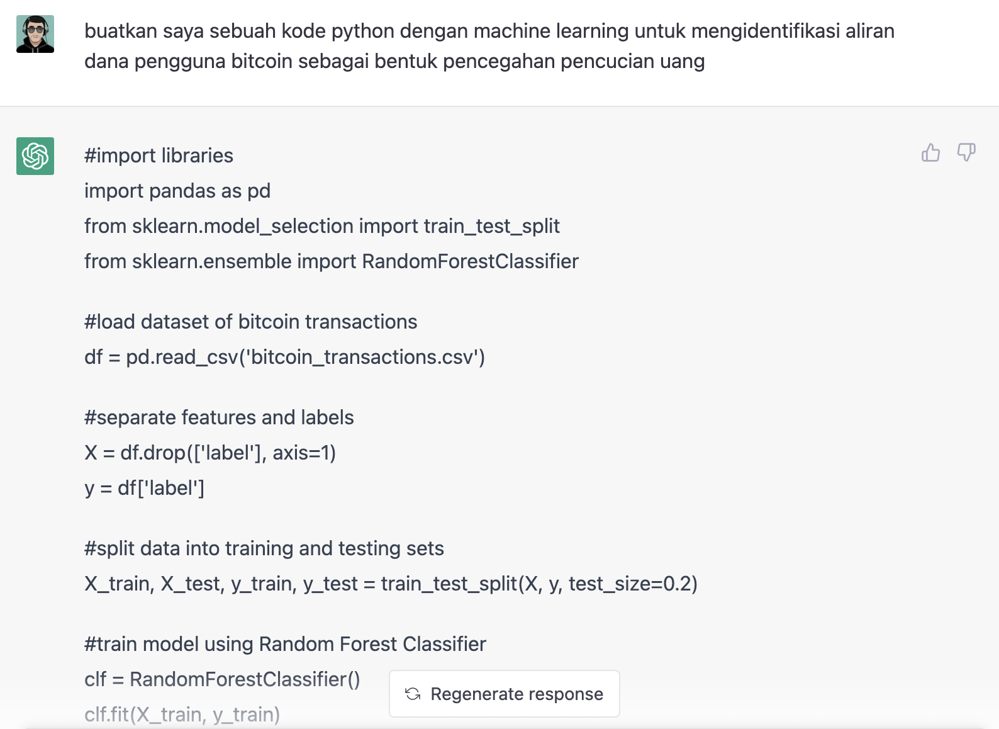 buatkan saya sebuah kode python dengan machine learning untuk mengidentifikasi aliran
dana pengguna bitcoin sebagai bentuk pencegahan pencucian uang
#import libraries
import pandas as pd
from sklearn.model_selection import train_test_split
from sklearn.ensemble import RandomForestClassifier
#load dataset of bitcoin transactions
df = pd.read_csv('bitcoin_transactions.csv')
#separate features and labels
X = df.drop(['label'], axis=1)
y = df['label']
#split data into training and testing sets
X_train, X_test, y_train, y_test = train_test_split(X, y, test_size=0.2)
#train model using Random Forest Classifier
clf = RandomForestClassifier()
Regenerate response
clf.fit(X_train, y_train)